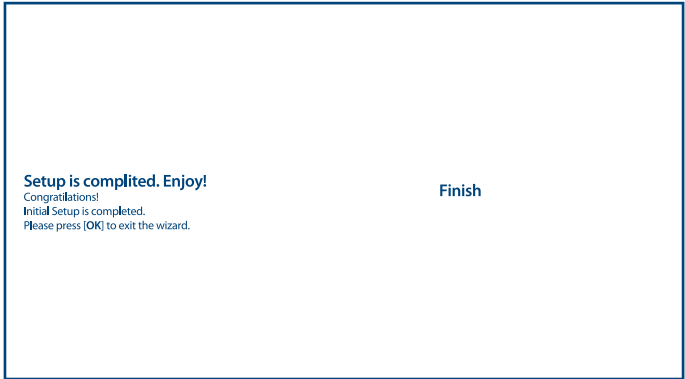 Setup is complited. Enjoy!
Congratilations!
Initial Setup is completed.
Please press [OK] to exit the wizard.
Finish